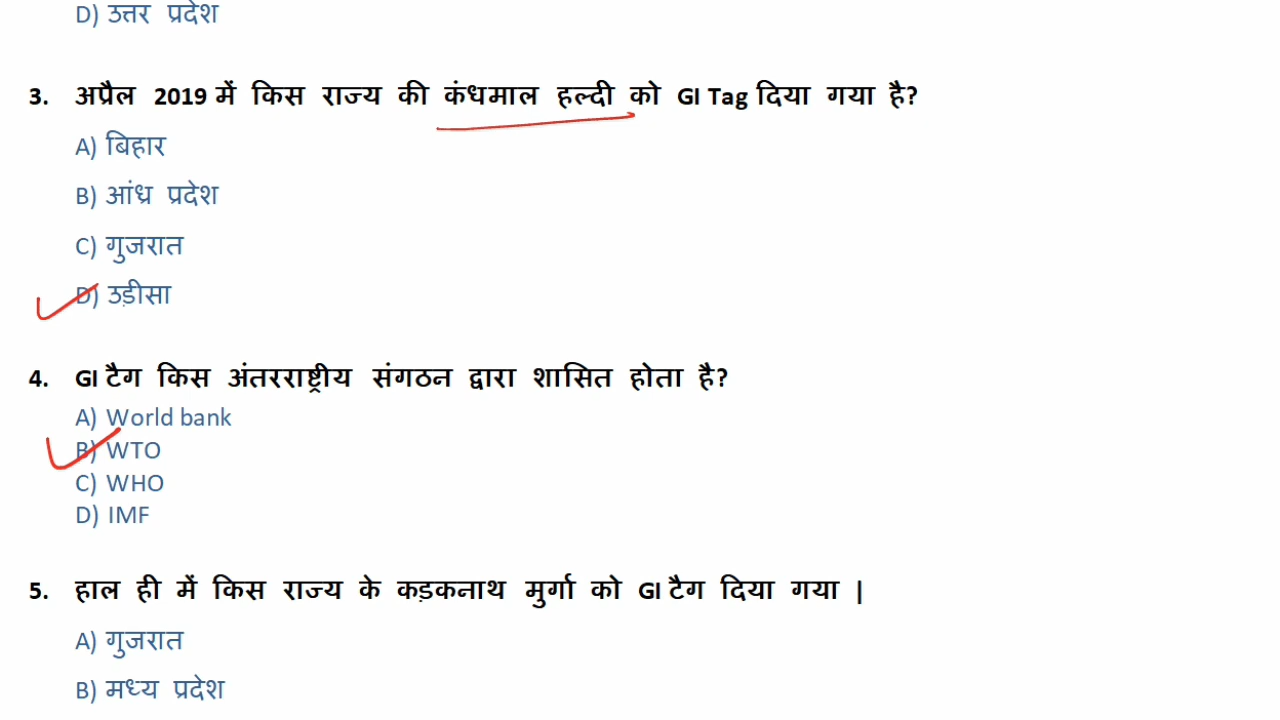 D) उत्तर प्रदेश
3. अप्रैल 2019 में किस राज्य की कंधमाल हल्दी को GI Tag दिया गया है?
A) बिहार
B) आंध्र प्रदेश
C) गुजरात
D) उड़ीसा
4. GI टैग किस अंतरराष्ट्रीय संगठन द्वारा शासित होता है?
A) World bank
B) WTO
C) WHO
D) IMF
5. हाल ही में किस राज्य के कड़कनाथ मुर्गा को GI टैग दिया गया |
A) गुजरात
B) मध्य प्रदेश